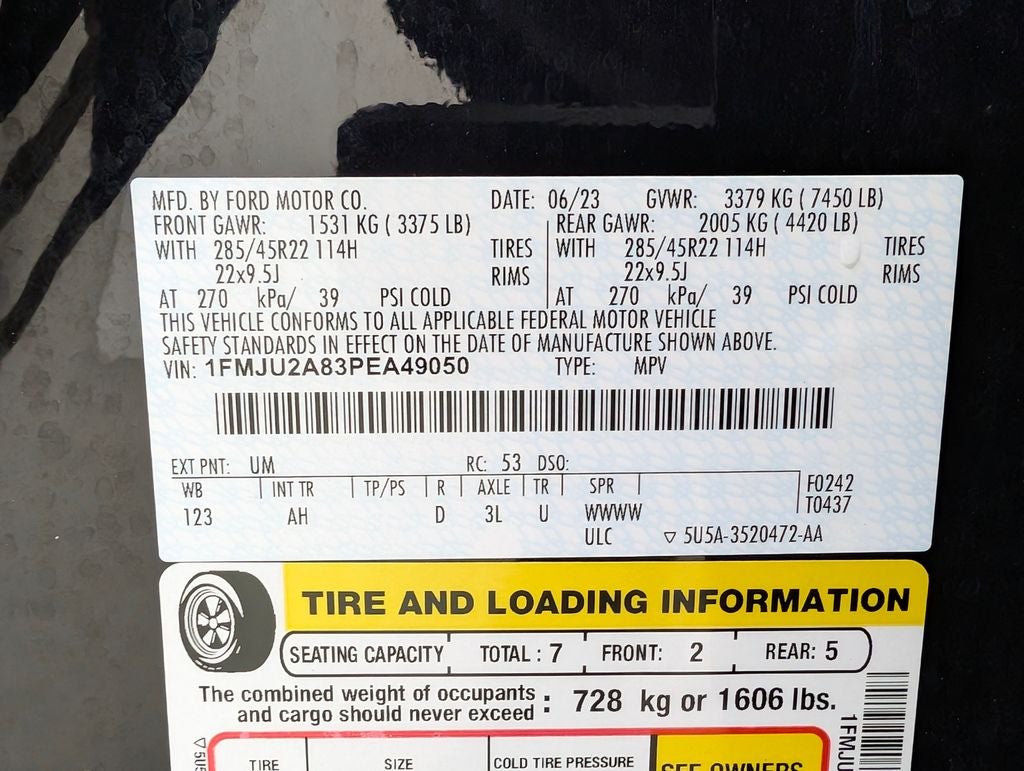 MFD. BY FORD MOTOR CO. DATE: 06/23 GVWR: 3379 KG ( 7450 LB)
FRONT GAWR: 1531 KG ( 3375 LB) REAR GAWR: 2005 KG ( 4420 LB)
WITH 285/45R22 114H TIRES WITH 285/45R22 114H TIRES
22x9.5J RIMS 22x9.5J RIMS
AT 270 kPa/ 39 PSI COLD AT 270 kPa/ 39 PSI COLD
THIS VEHICLE CONFORMS TO ALL APPLICABLE FEDERAL MOTOR VEHICLE
SAFETY STANDARDS IN EFFECT ON THE DATE OF MANUFACTURE SHOWN ABOVE.
VIN: 1FMJU2A83PEA49050 TYPE: MPV
EXT PNT: UM RC: 53 DSO:
WB INT TR TP/PS R AXLE TR SPR F0242
123 AH D 3L U WWWW T0437
ULC ▽ 5U5A-3520472-AA
TIRE AND LOADING INFORMATION
SEATING CAPACITY TOTAL : 7 FRONT: 2 REAR: 5
The combined weight of occupants
and cargo should never exceed : 728 kg or 1606 lbs.
TIRE SIZE COLD TIRE PRESSURE SEE OWNERS
▽ 5U5
1FMJU